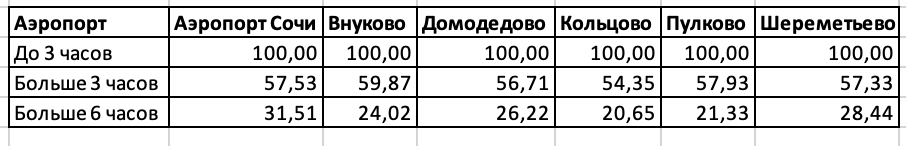 Аэропорт Аэропорт Сочи Внуково Домодедово Кольцово Пулково Шереметьево
До 3 часов 100,00 100,00 100,00 100,00 100,00 100,00
Больше 3 часов 57,53 59,87 56,71 54,35 57,93 57,33
Больше 6 часов 31,51 24,02 26,22 20,65 21,33 28,44